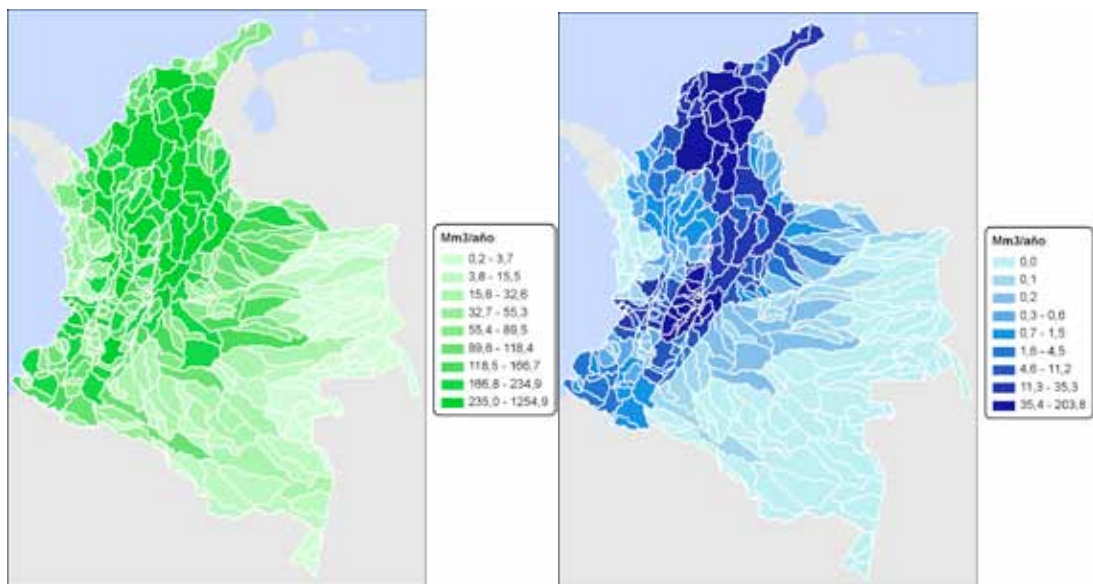 Mm3/año
0,2 - 3,7
3,8 - 15,5
15,6 - 32,6
32,7 - 55,3
55,4 - 89,5
89,6 - 118,4
118,5 - 166,7
166,8 - 234,9
235,0 - 1254,9
Mm3/año
0,0
0,1
0,2
0,3 - 0,6
0,7 - 1,5
1,6 - 4,5
4,6 - 11,2
11,3 - 35,3
35,4 - 203,8